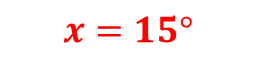 x = 15°